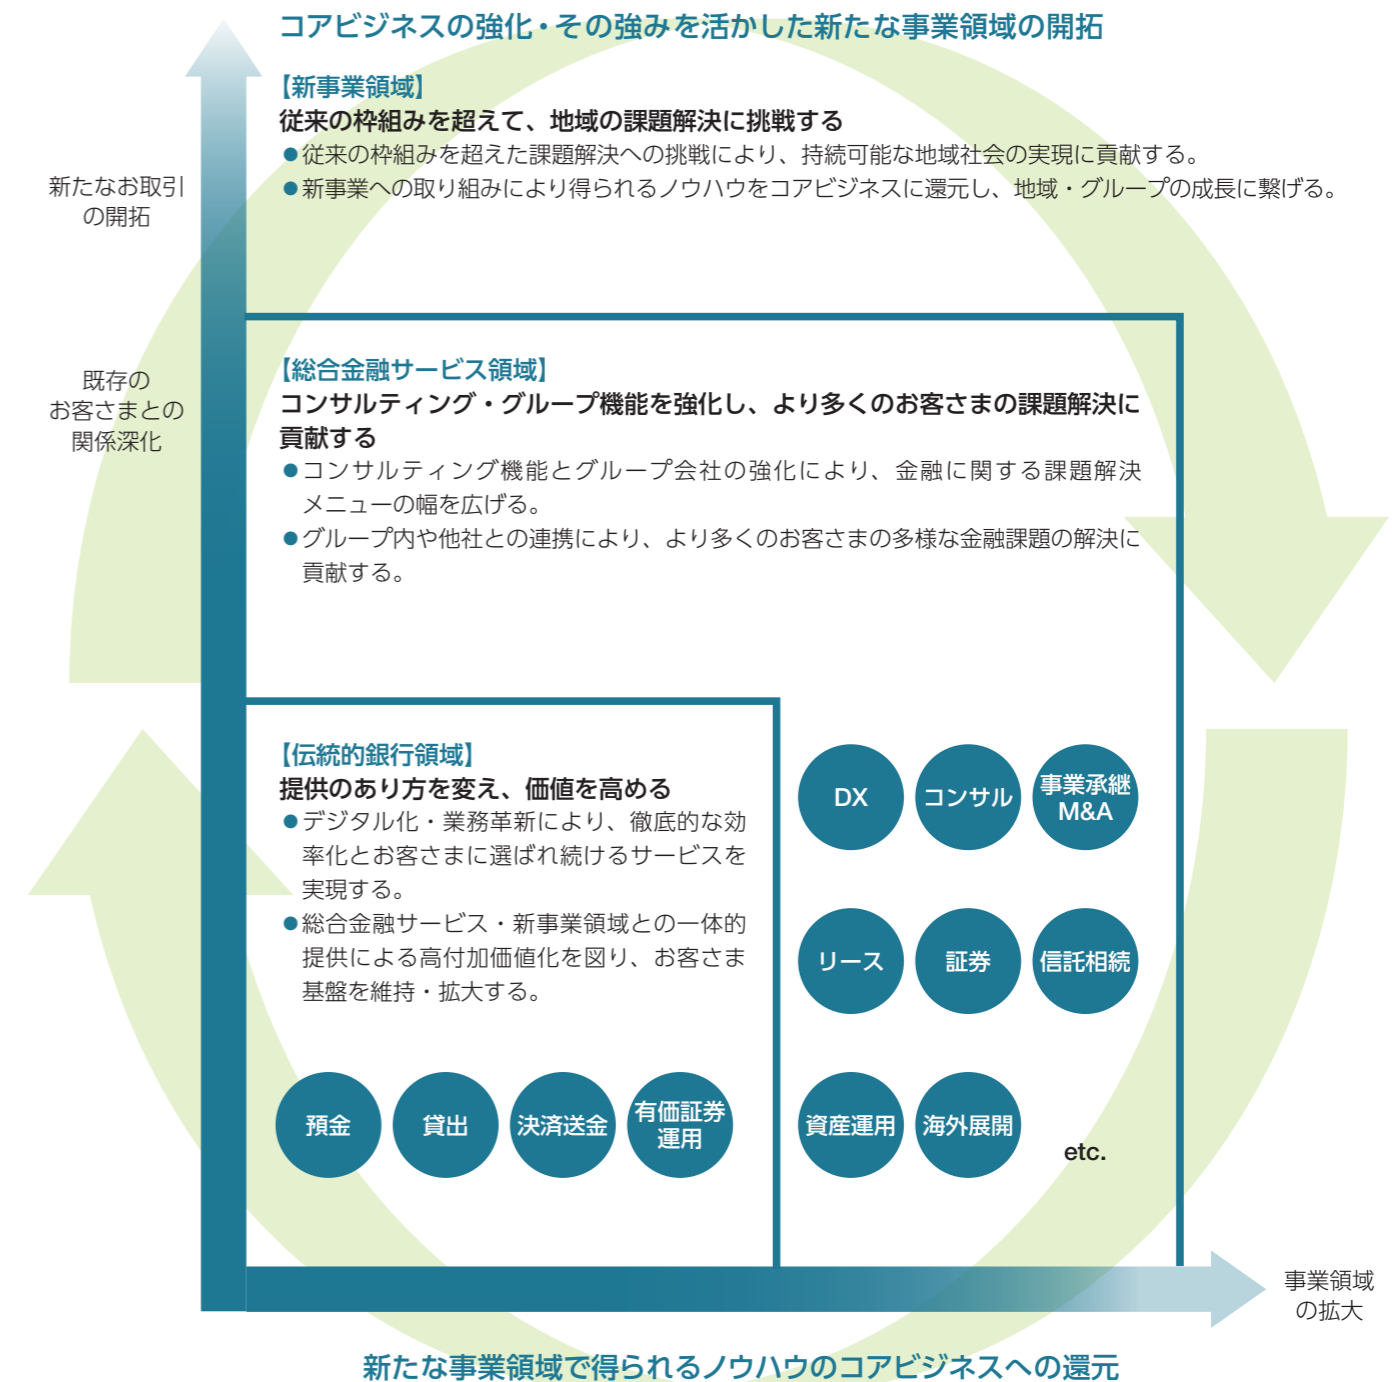 コアビジネスの強化・その強みを活かした新たな事業領域の開拓
【新事業領域】
従来の枠組みを超えて、地域の課題解決に挑戦する
●従来の枠組みを超えた課題解決への挑戦により、持続可能な地域社会の実現に貢献する。
●新事業への取り組みにより得られるノウハウをコアビジネスに還元し、地域・グループの成長に繋げる。
新たなお取引
の開拓
既存の
お客さまとの
関係深化
【総合金融サービス領域】
コンサルティング・グループ機能を強化し、より多くのお客さまの課題解決に
貢献する
●コンサルティング機能とグループ会社の強化により、金融に関する課題解決
メニューの幅を広げる。
●グループ内や他社との連携により、より多くのお客さまの多様な金融課題の解決に
貢献する。
【伝統的銀行領域】
提供のあり方を変え、価値を高める
●デジタル化・業務革新により、徹底的な効
率化とお客さまに選ばれ続けるサービスを
実現する。
●総合金融サービス・新事業領域との一体的
提供による高付加価値化を図り、お客さま
基盤を維持・拡大する。
預金
貸出
決済送金
有価証券
運用
DX
コンサル
事業承継
M&A
リース
証券
信託相続
資産運用
海外展開
etc.
事業領域
の拡大
新たな事業領域で得られるノウハウのコアビジネスへの還元